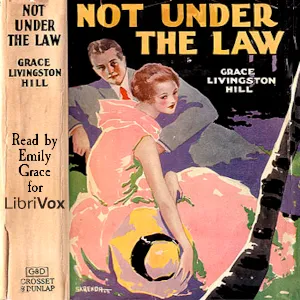 NOT
UNDER
THE LAW
GRACE
LIVINGSTON
HILL
Read by
Emily
Grace
for
LibriVox
G&D
GROSSET
& DUNLAP
NOT UNDER
THE LAW
GRACE
LIVINGSTON
HILL